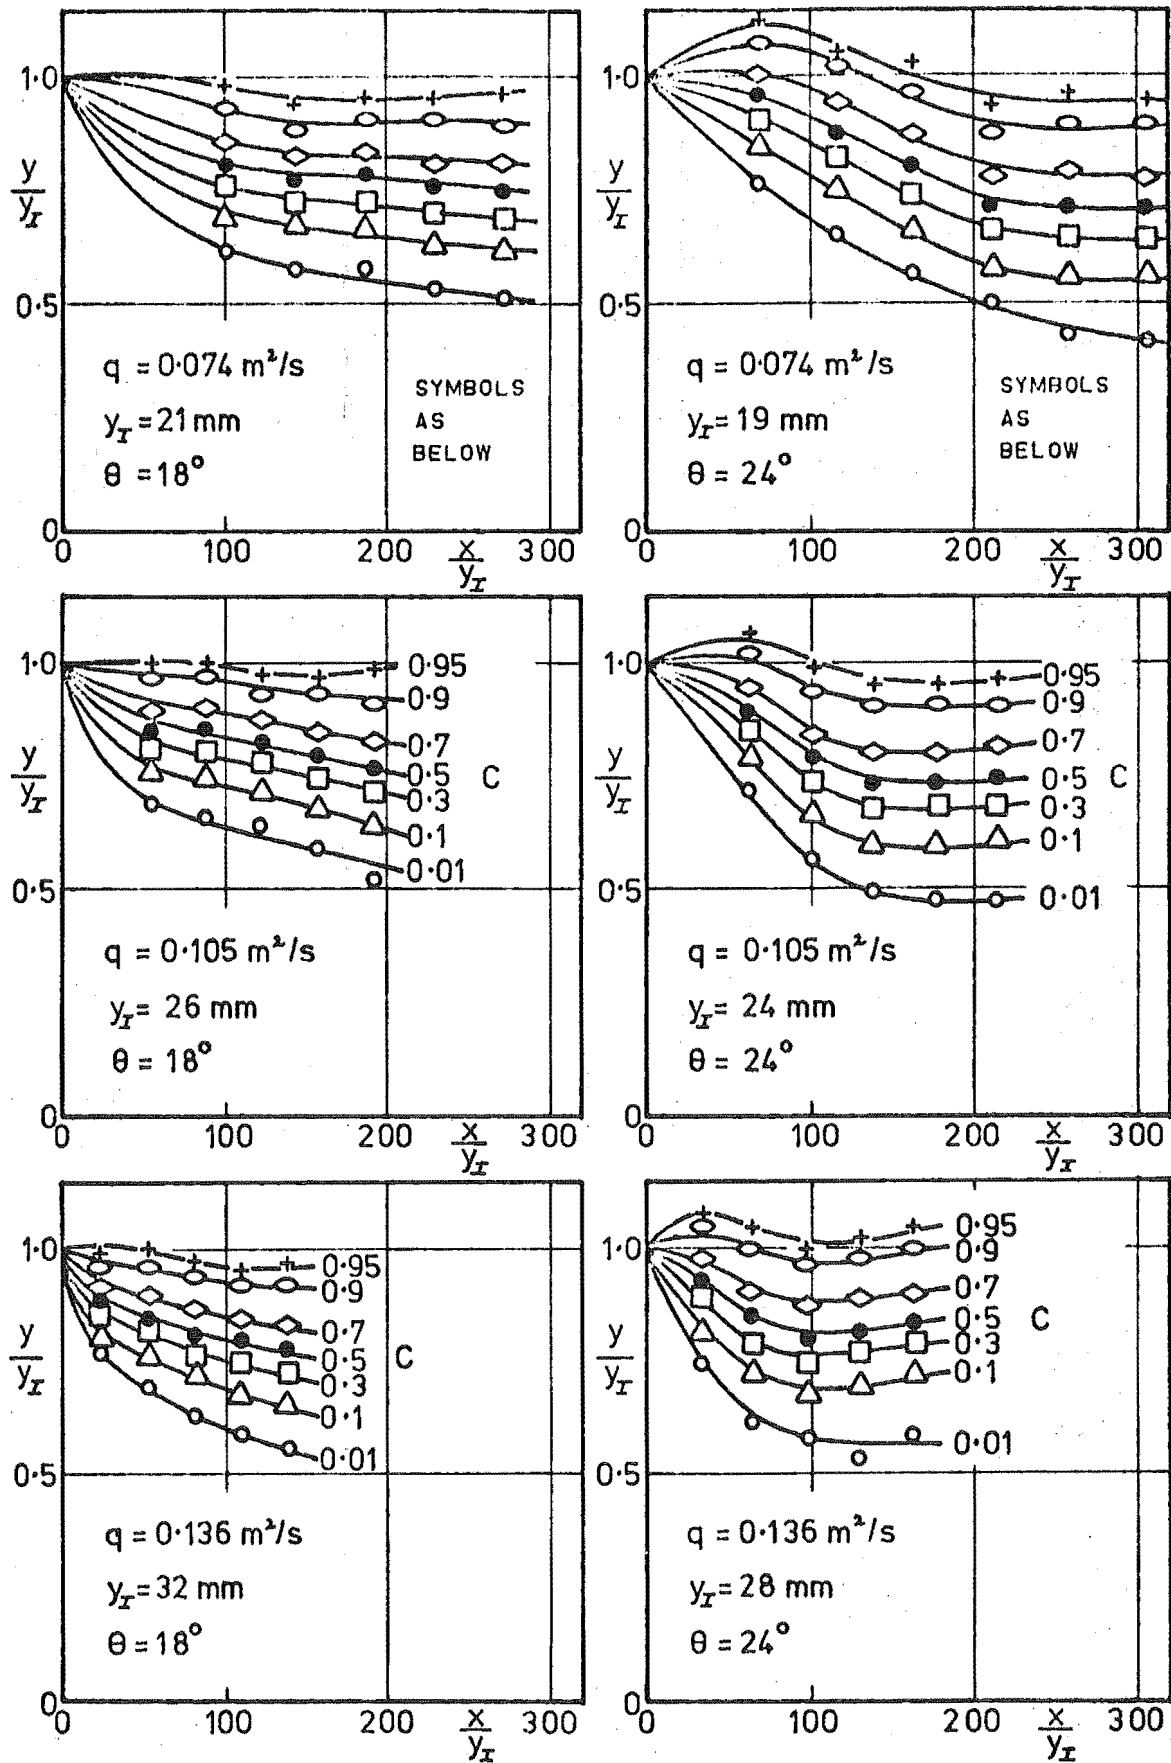 1.0
y
y_I
0.5
0
q = 0.074 m²/s
y_I = 21 mm
θ = 18°
SYMBOLS
AS
BELOW
0 100 200 x/y_I 300
1.0
y
y_I
0.5
0
q = 0.074 m²/s
y_I = 19 mm
θ = 24°
SYMBOLS
AS
BELOW
0 100 200 x/y_I 300
1.0
y
y_I
0.5
0
0.95
0.9
0.7
0.5 C
0.3
0.1
0.01
q = 0.105 m²/s
y_I = 26 mm
θ = 18°
0 100 200 x/y_I 300
1.0
y
y_I
0.5
0
0.95
0.9
0.7
0.5 C
0.3
0.1
0.01
q = 0.105 m²/s
y_I = 24 mm
θ = 24°
0 100 200 x/y_I 300
1.0
y
y_I
0.5
0
0.95
0.9
0.7
0.5 C
0.3
0.1
0.01
q = 0.136 m²/s
y_I = 32 mm
θ = 18°
0 100 200 x/y_I 300
1.0
y
y_I
0.5
0
0.95
0.9
0.7
0.5 C
0.3
0.1
0.01
q = 0.136 m²/s
y_I = 28 mm
θ = 24°
0 100 200 x/y_I 300